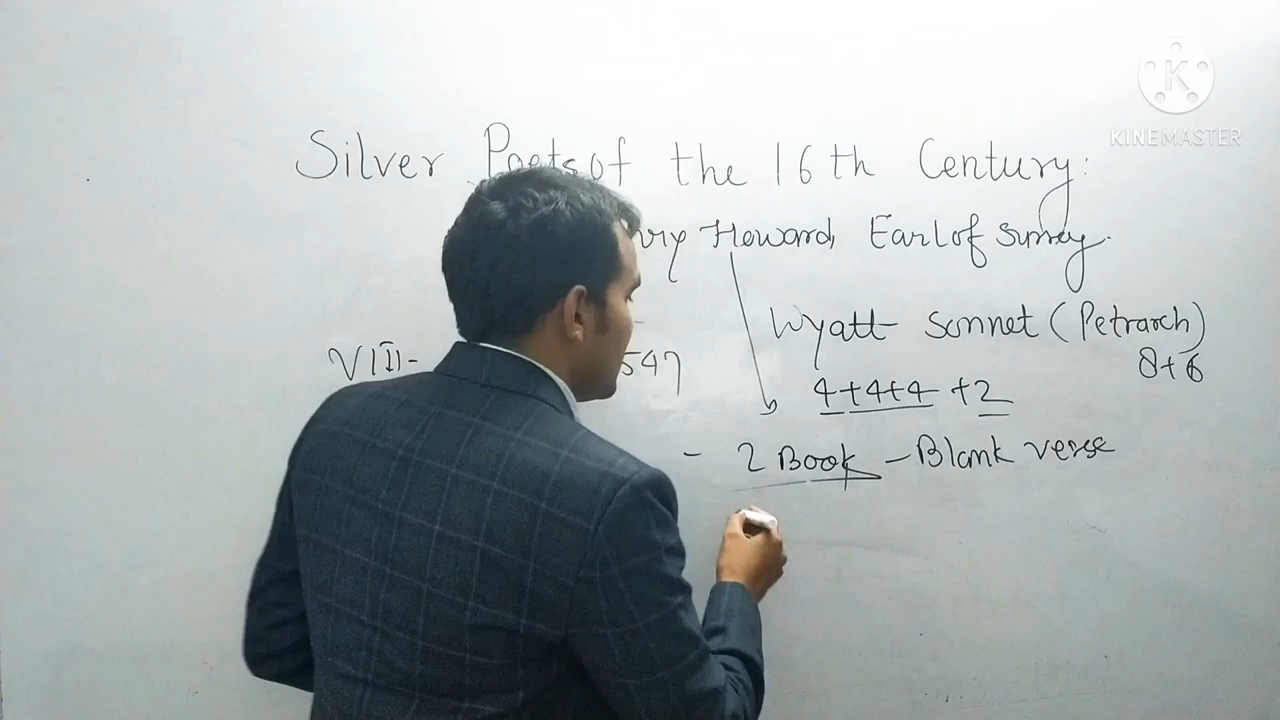 K
KINEMASTER
Silver Poets of the 16th Century:
Howard, Earl of Surrey.
Wyatt Sonnet (Petrarch)
8+6
VIII- 547
4+4+4 +2
- 2 Book - Blank verse